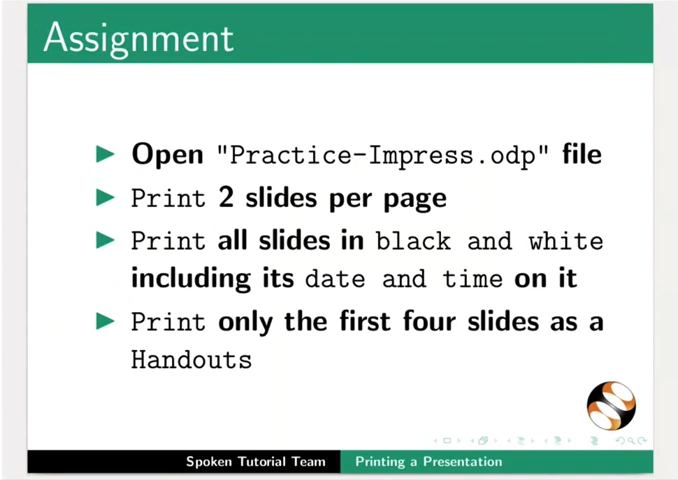 Assignment
Open "Practice-Impress.odp" file
Print 2 slides per page
Print all slides in black and white
including its date and time on it
Print only the first four slides as a
Handouts
Spoken Tutorial Team Printing a Presentation